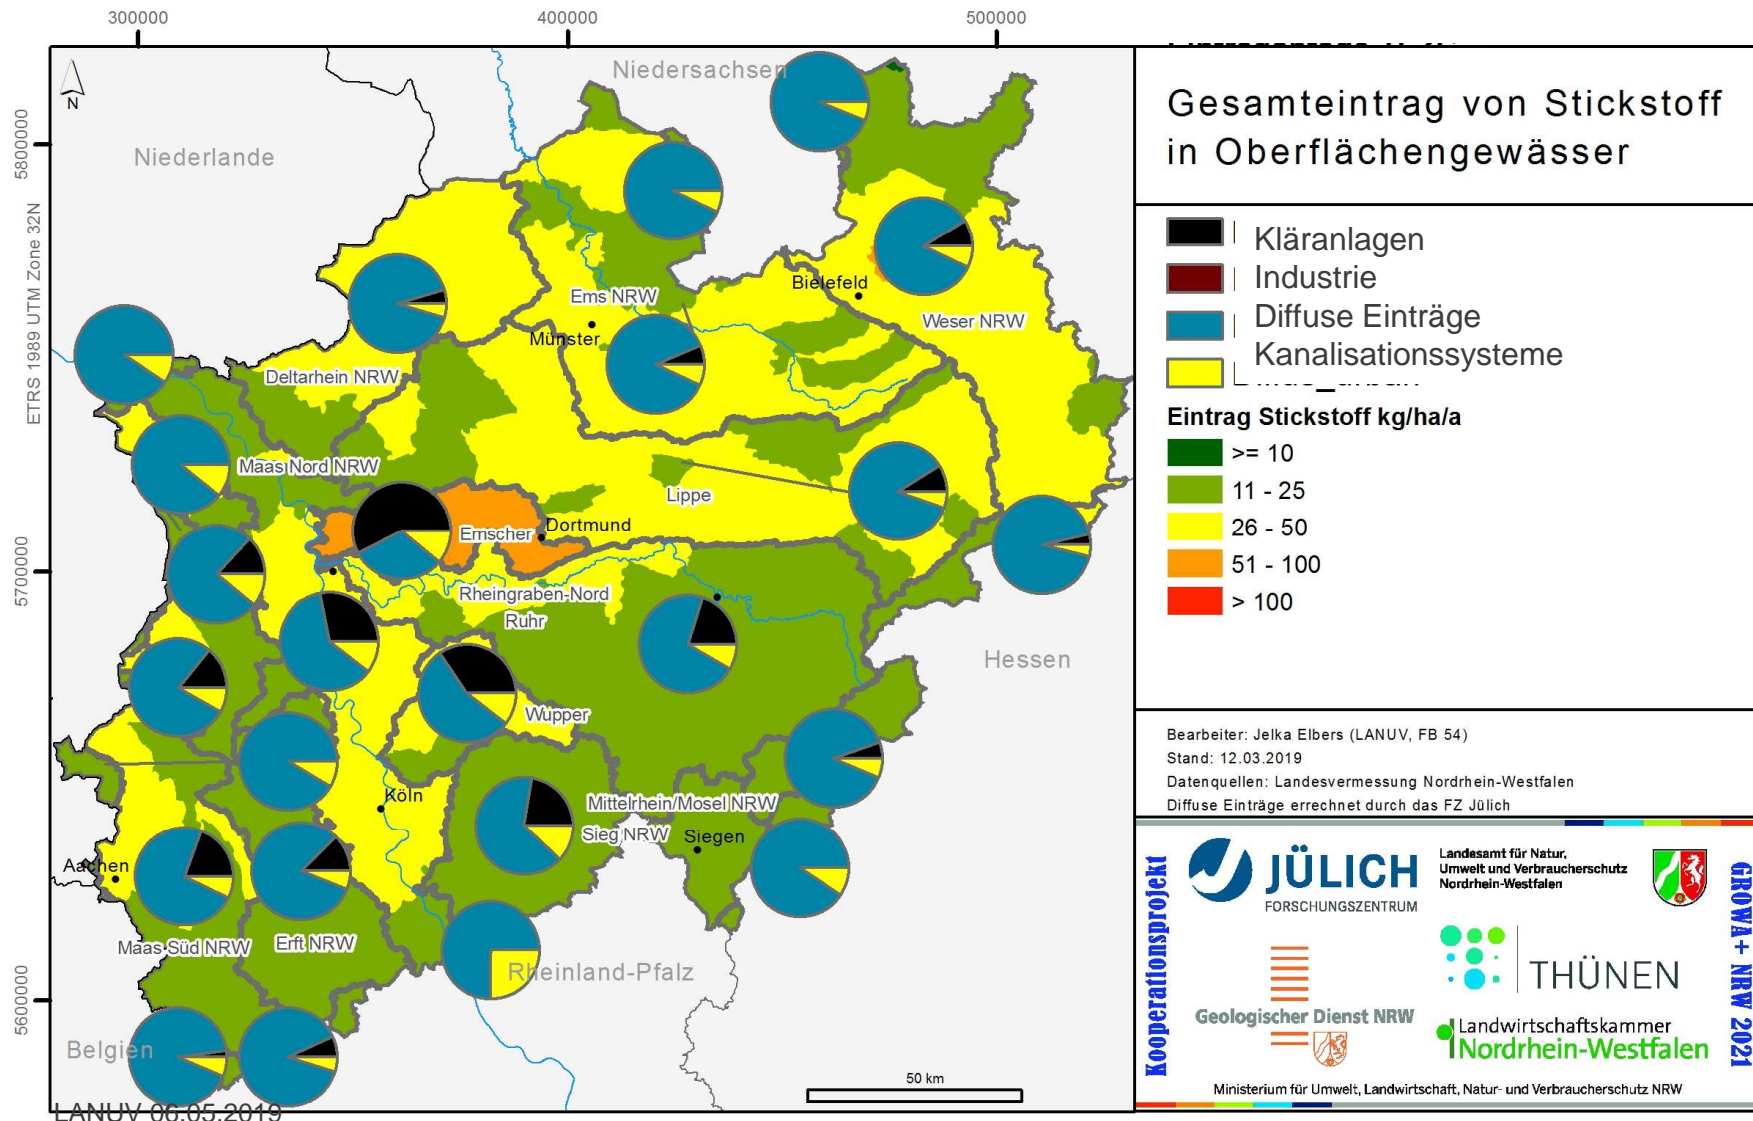 300000
400000
500000
5800000
5700000
5600000
ETRS 1989 UTM Zone 32N
N
Niedersachsen
Niederlande
Bielefeld
Ems NRW
Weser NRW
Münster
Deltarhein NRW
Maas Nord NRW
Lippe
Emscher
Dortmund
Rheingraben-Nord
Ruhr
Hessen
Wupper
Köln
Mittelrhein/Mosel NRW
Sieg NRW
Siegen
Aachen
Maas Süd NRW
Erft NRW
Rheinland-Pfalz
Belgien
50 km
LANUV 06.05.2019
Gesamteintrag von Stickstoff
in Oberflächengewässer
Kläranlagen
Industrie
Diffuse Einträge
Kanalisationssysteme
Eintrag Stickstoff kg/ha/a
>= 10
11 - 25
26 - 50
51 - 100
> 100
Bearbeiter: Jelka Elbers (LANUV, FB 54)
Stand: 12.03.2019
Datenquellen: Landesvermessung Nordrhein-Westfalen
Diffuse Einträge errechnet durch das FZ Jülich
Kooperationsprojekt
JÜLICH
FORSCHUNGSZENTRUM
Landesamt für Natur,
Umwelt und Verbraucherschutz
Nordrhein-Westfalen
THÜNEN
Geologischer Dienst NRW
Landwirtschaftskammer
Nordrhein-Westfalen
GROWA+ NRW 2021
Ministerium für Umwelt, Landwirtschaft, Natur- und Verbraucherschutz NRW